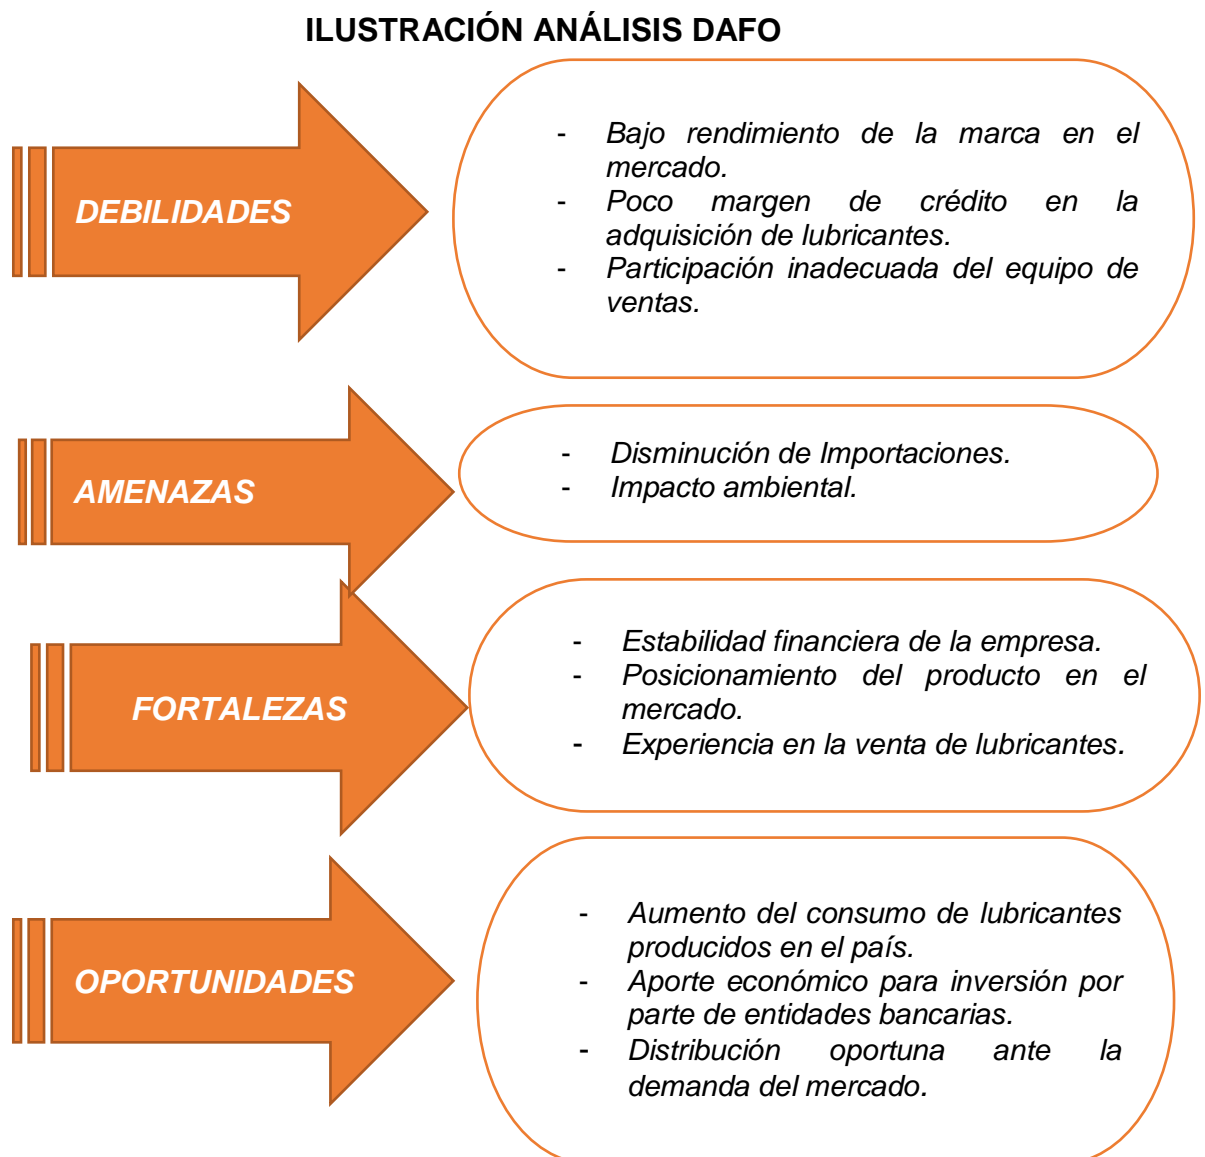 ILUSTRACIÓN ANÁLISIS DAFO
DEBILIDADES
- Bajo rendimiento de la marca en el
mercado.
- Poco margen de crédito en la
adquisición de lubricantes.
- Participación inadecuada del equipo de
ventas.
AMENAZAS
- Disminución de Importaciones.
- Impacto ambiental.
FORTALEZAS
- Estabilidad financiera de la empresa.
- Posicionamiento del producto en el
mercado.
- Experiencia en la venta de lubricantes.
OPORTUNIDADES
- Aumento del consumo de lubricantes
producidos en el país.
- Aporte económico para inversión por
parte de entidades bancarias.
- Distribución oportuna ante la
demanda del mercado.